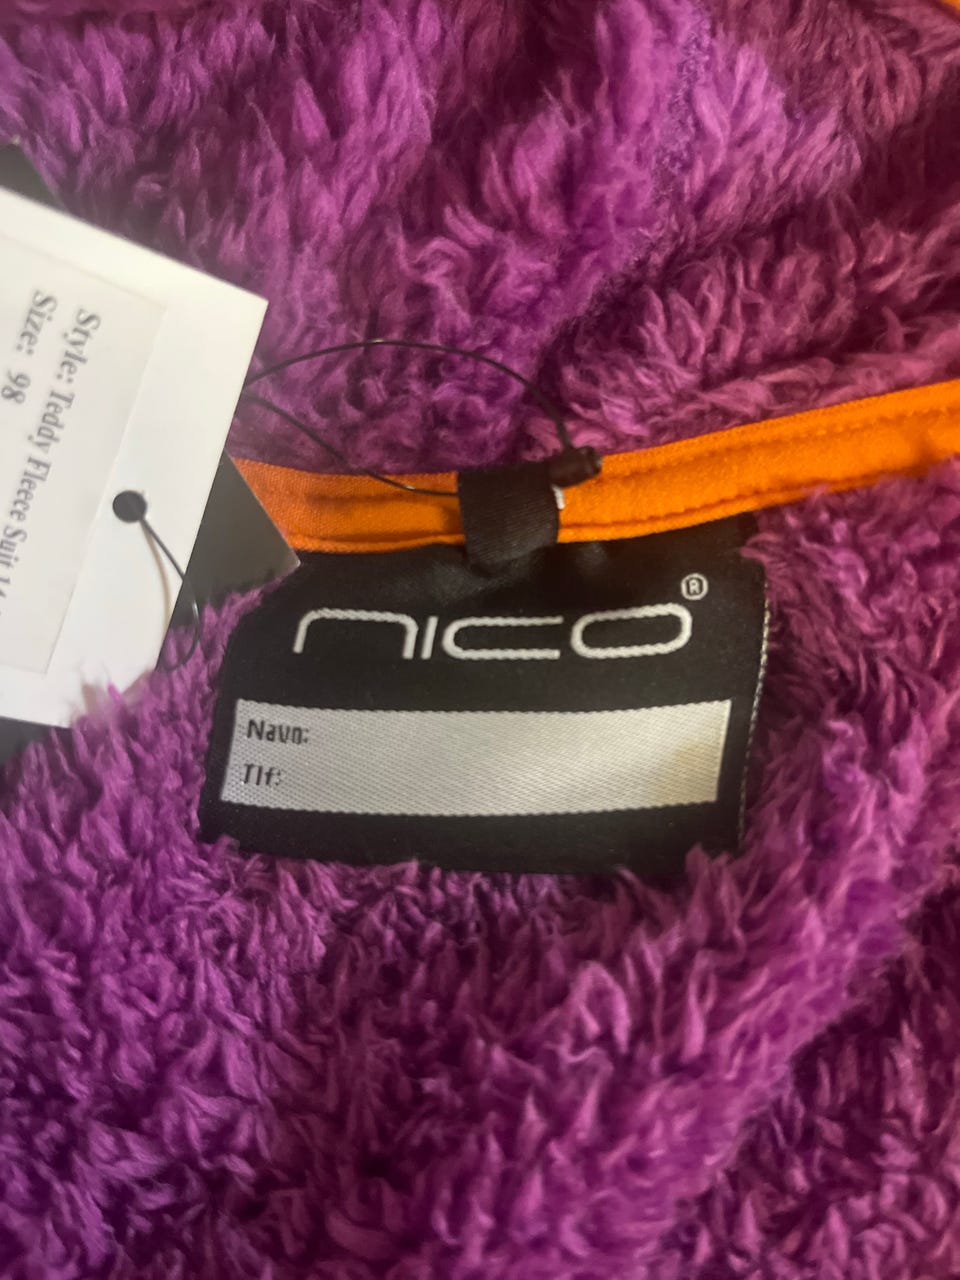 Style: Teddy Fleece Suit
Size: 98
NICO®
Navn:
Tlf: